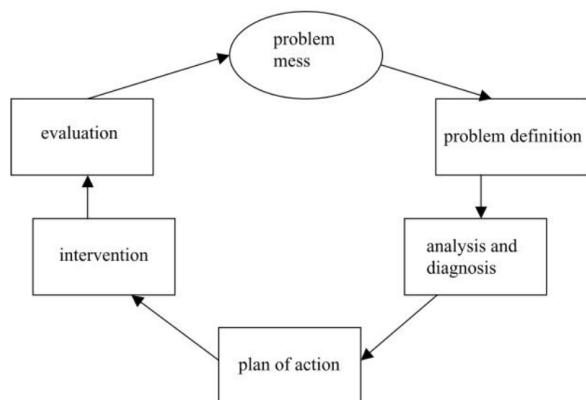 problem
mess
problem definition
analysis and
diagnosis
plan of action
intervention
evaluation